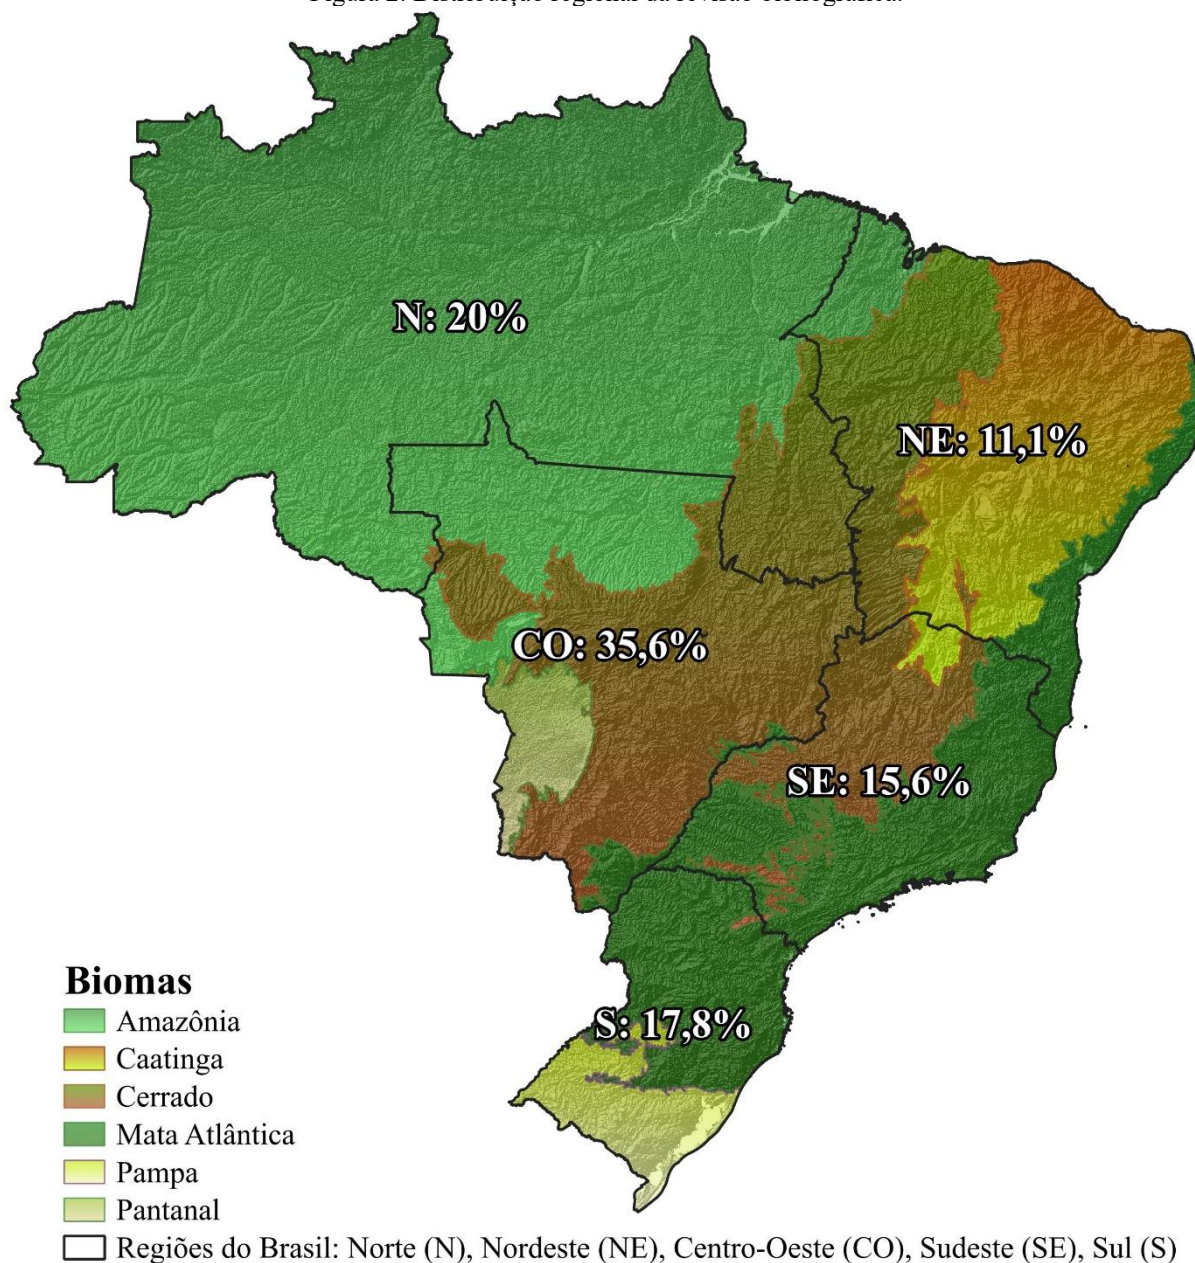 N: 20%
NE: 11,1%
CO: 35,6%
SE: 15,6%
S: 17,8%
Biomas
Amazônia
Caatinga
Cerrado
Mata Atlântica
Pampa
Pantanal
Regiões do Brasil: Norte (N), Nordeste (NE), Centro-Oeste (CO), Sudeste (SE), Sul (S)